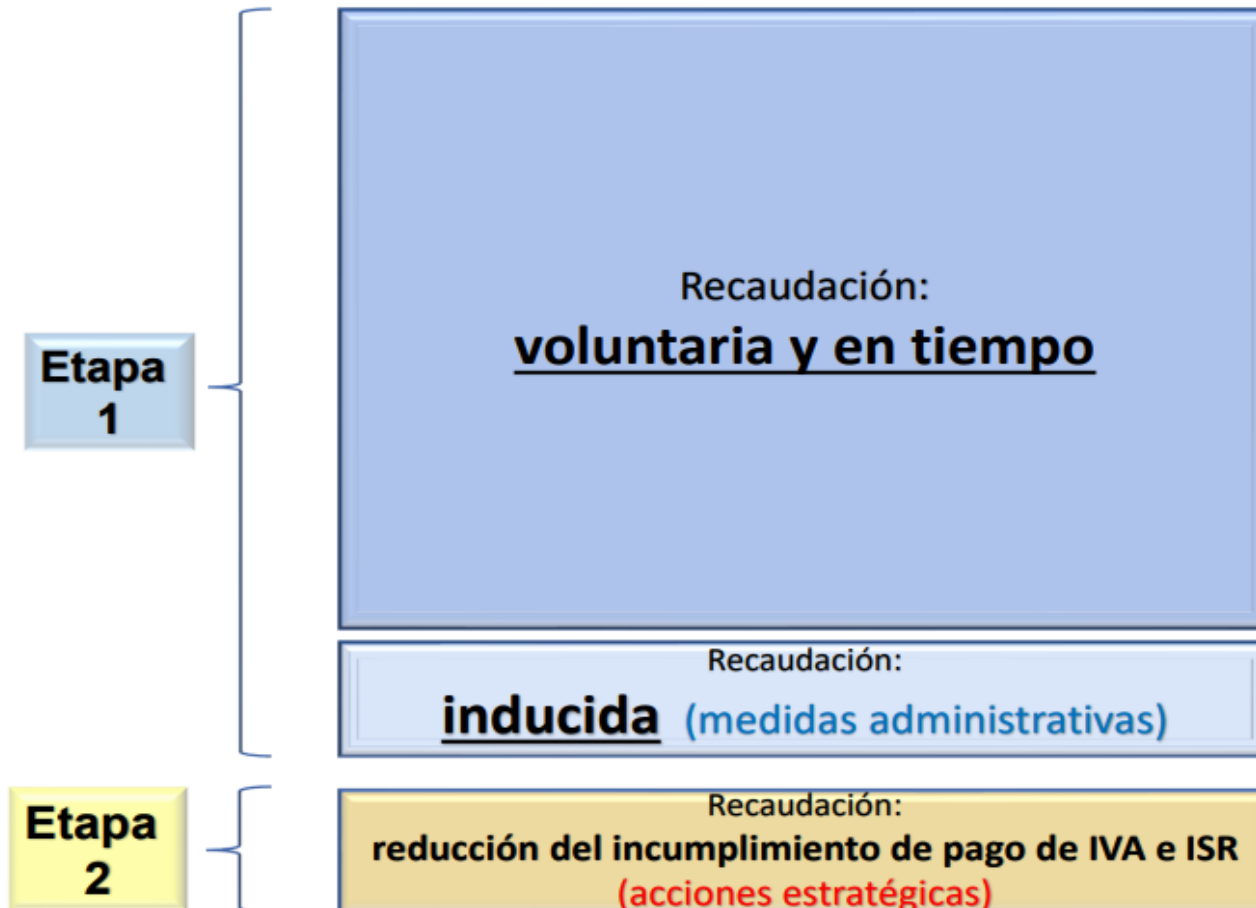 Etapa
1
Recaudación:
voluntaria y en tiempo
Recaudación:
inducida (medidas administrativas)
Etapa
2
Recaudación:
reducción del incumplimiento de pago de IVA e ISR
(acciones estratégicas)